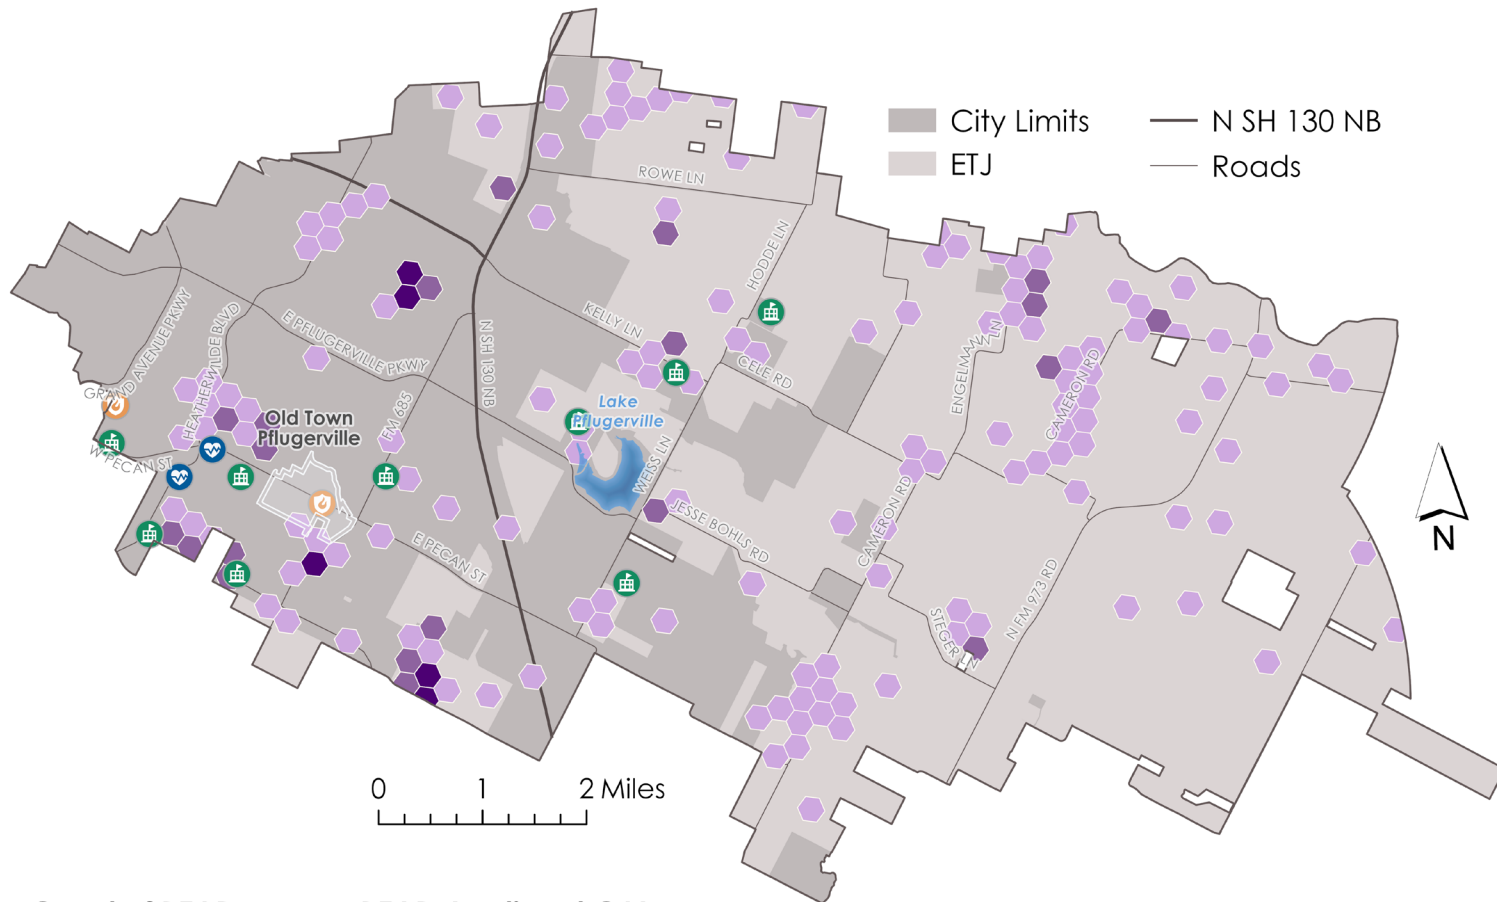 City Limits
N SH 130 NB
ETJ
Roads
ROWE LN
HODDE LN
GRAND AVENUE PKWY
HEATHERWILDE BLVD
E PFLUGERVILLE PKWY
N SH 130 NB
KELLY LN
CELE RD
ENGELMANN LN
CAMERON RD
FM 685
Old Town
Pflugerville
Lake
Pflugerville
W PECAN ST
WEISS LN
JESSE BOHLS RD
CAMERON RD
E PECAN ST
STEGER LN
N FM 973 RD
N
0 1 2 Miles